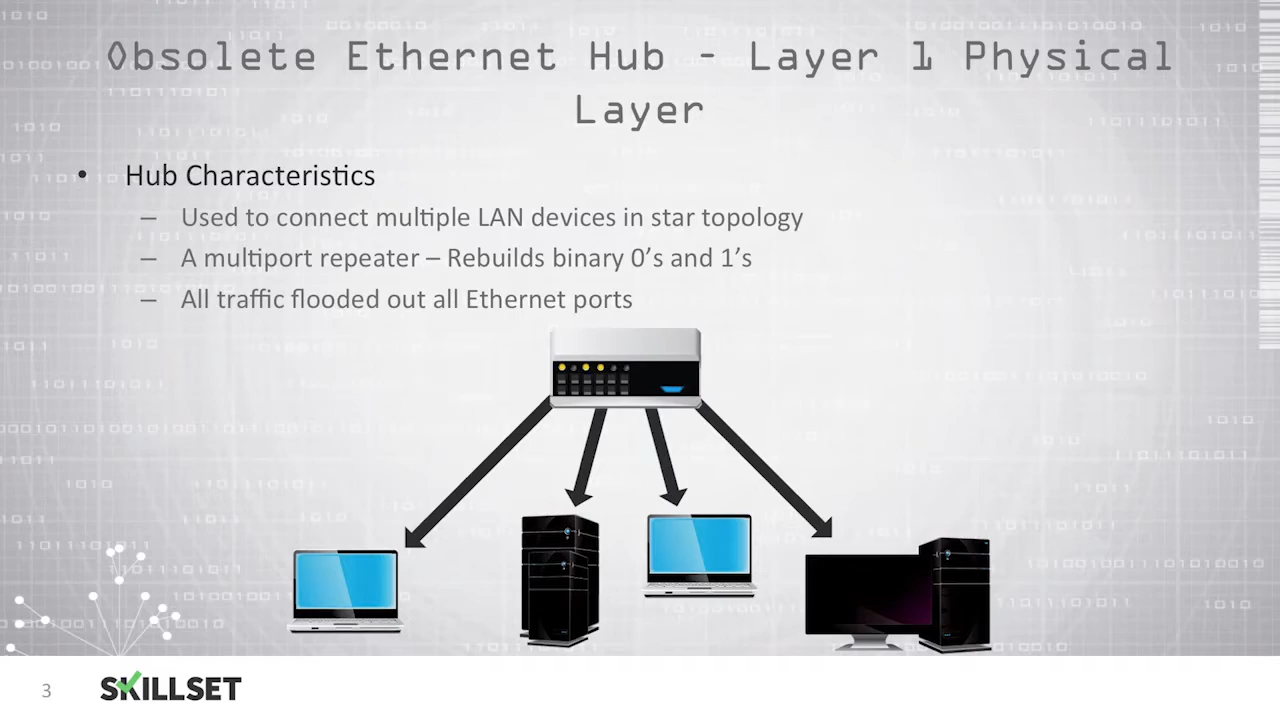 Obsolete Ethernet Hub - Layer 1 Physical
Layer
• Hub Characteristics
– Used to connect multiple LAN devices in star topology
– A multiport repeater – Rebuilds binary 0’s and 1’s
– All traffic flooded out all Ethernet ports
3
SKILLSET